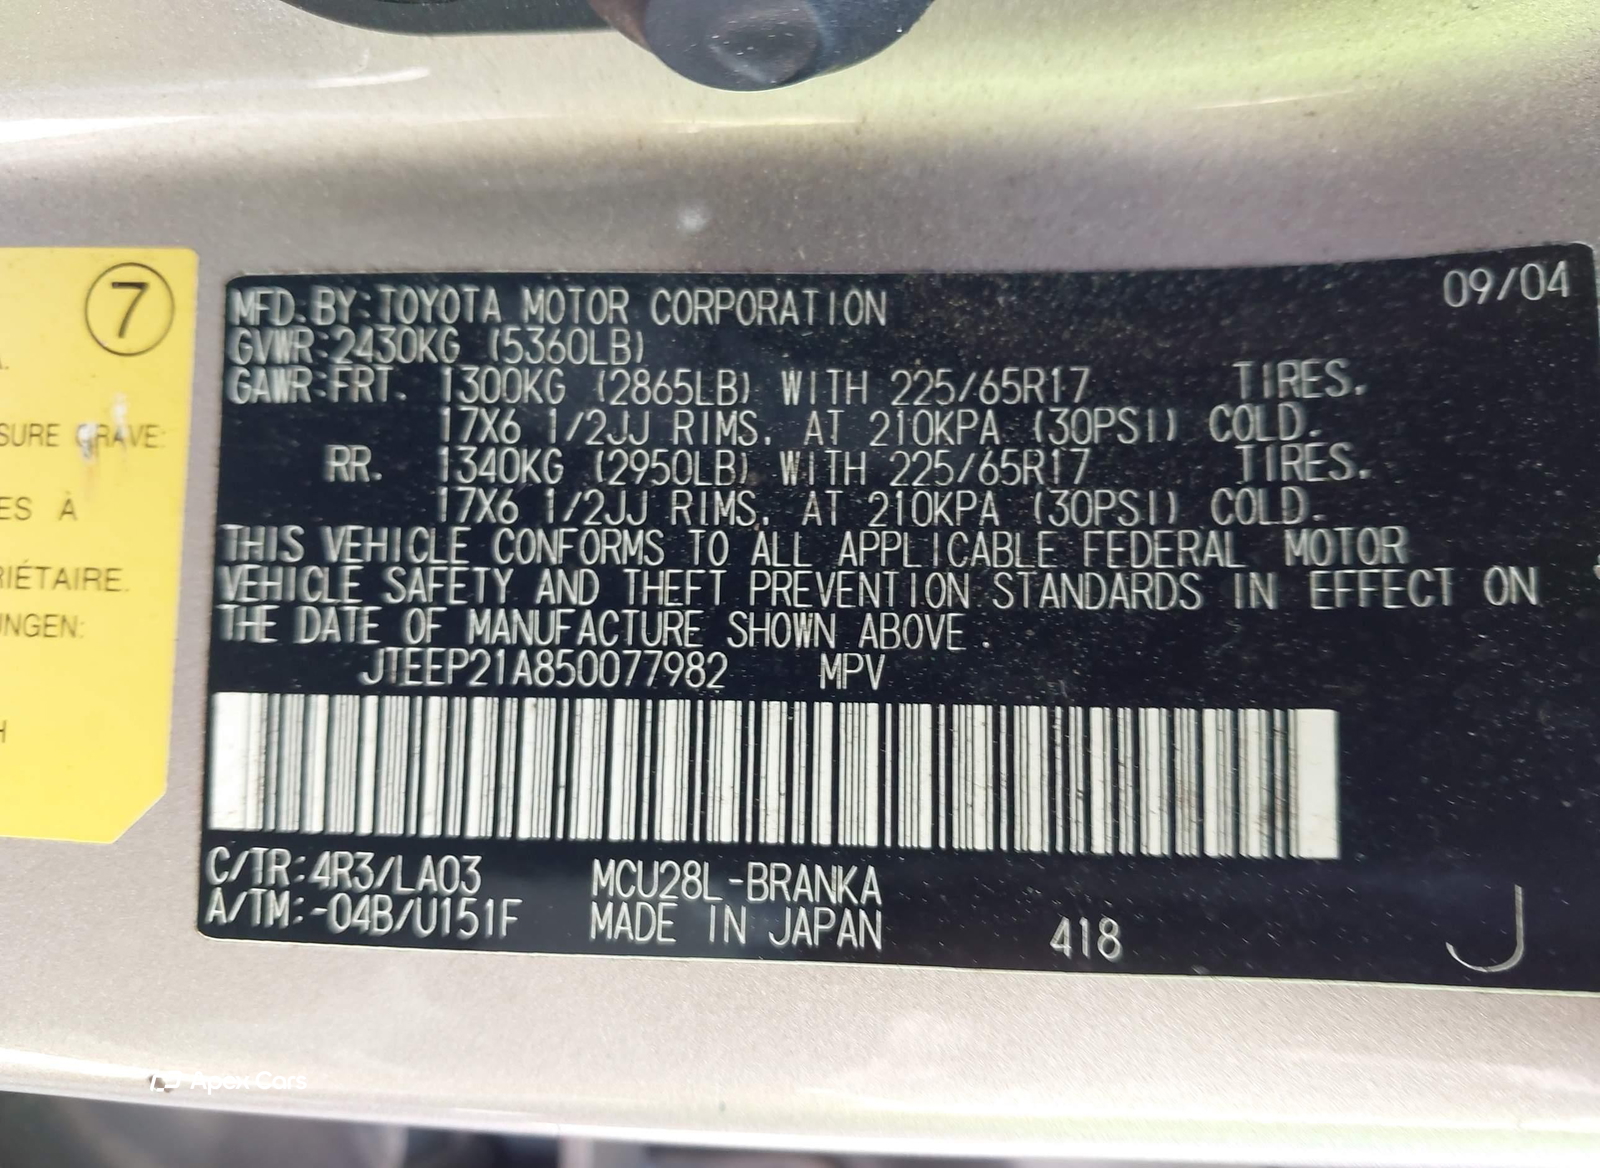 7
SURE GRAVE:
ES À
RIÉTAIRE.
UNGEN:
H
09/04
MFD.BY:TOYOTA MOTOR CORPORATION
GVWR:2430KG (5360LB)
GAWR:FRT. 1300KG (2865LB) WITH 225/65R17 TIRES.
17X6 1/2JJ RIMS, AT 210KPA (30PSI) COLD.
RR. 1340KG (2950LB) WITH 225/65R17 TIRES.
17X6 1/2JJ RIMS, AT 210KPA (30PSI) COLD.
THIS VEHICLE CONFORMS TO ALL APPLICABLE FEDERAL MOTOR
VEHICLE SAFETY AND THEFT PREVENTION STANDARDS IN EFFECT ON
THE DATE OF MANUFACTURE SHOWN ABOVE.
JTEEP21A850077982 MPV
C/TR:4R3/LA03 MCU28L-BRANKA
A/TM:-04B/U151F MADE IN JAPAN 418 J
Apex Cars